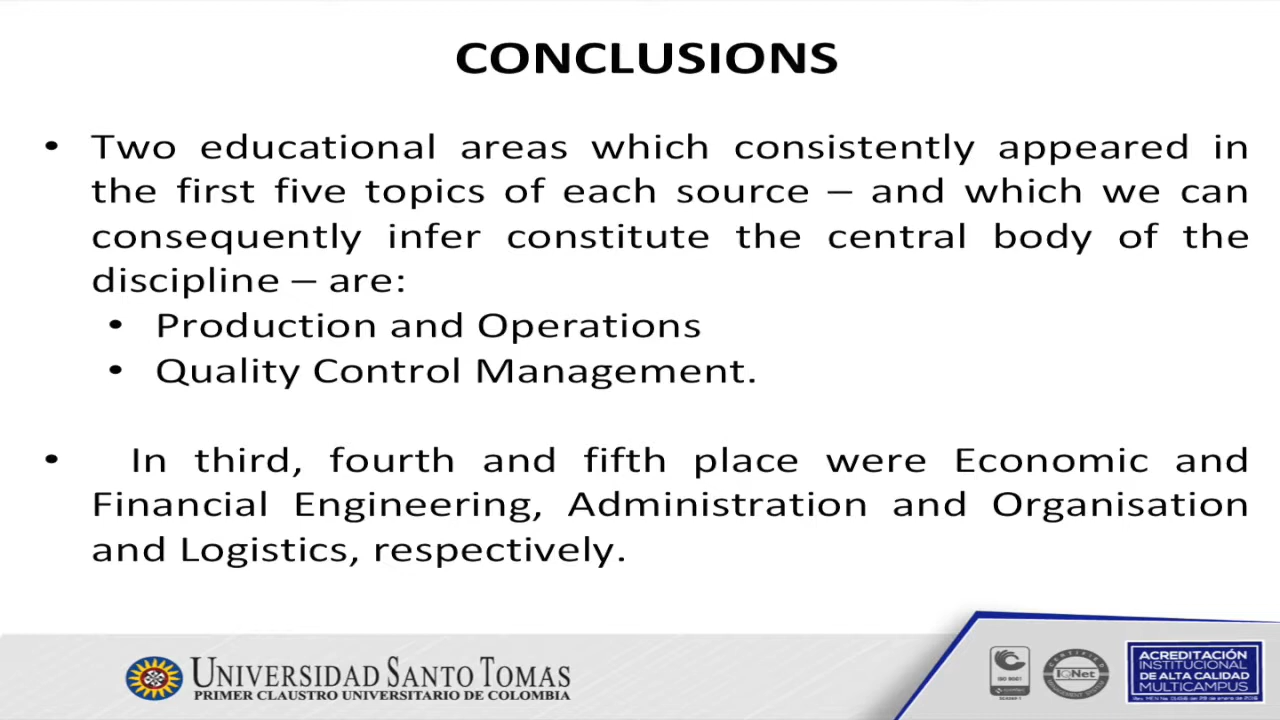 CONCLUSIONS
• Two educational areas which consistently appeared in
the first five topics of each source – and which we can
consequently infer constitute the central body of the
discipline – are:
• Production and Operations
• Quality Control Management.
• In third, fourth and fifth place were Economic and
Financial Engineering, Administration and Organisation
and Logistics, respectively.
UNIVERSIDAD SANTO TOMAS
PRIMER CLAUSTRO UNIVERSITARIO DE COLOMBIA
ISO 9001
CERTIFIED
IQNet
MANAGEMENT SYSTEM
ACREDITACIÓN
INSTITUCIONAL
DE ALTA CALIDAD
MULTICAMPUS